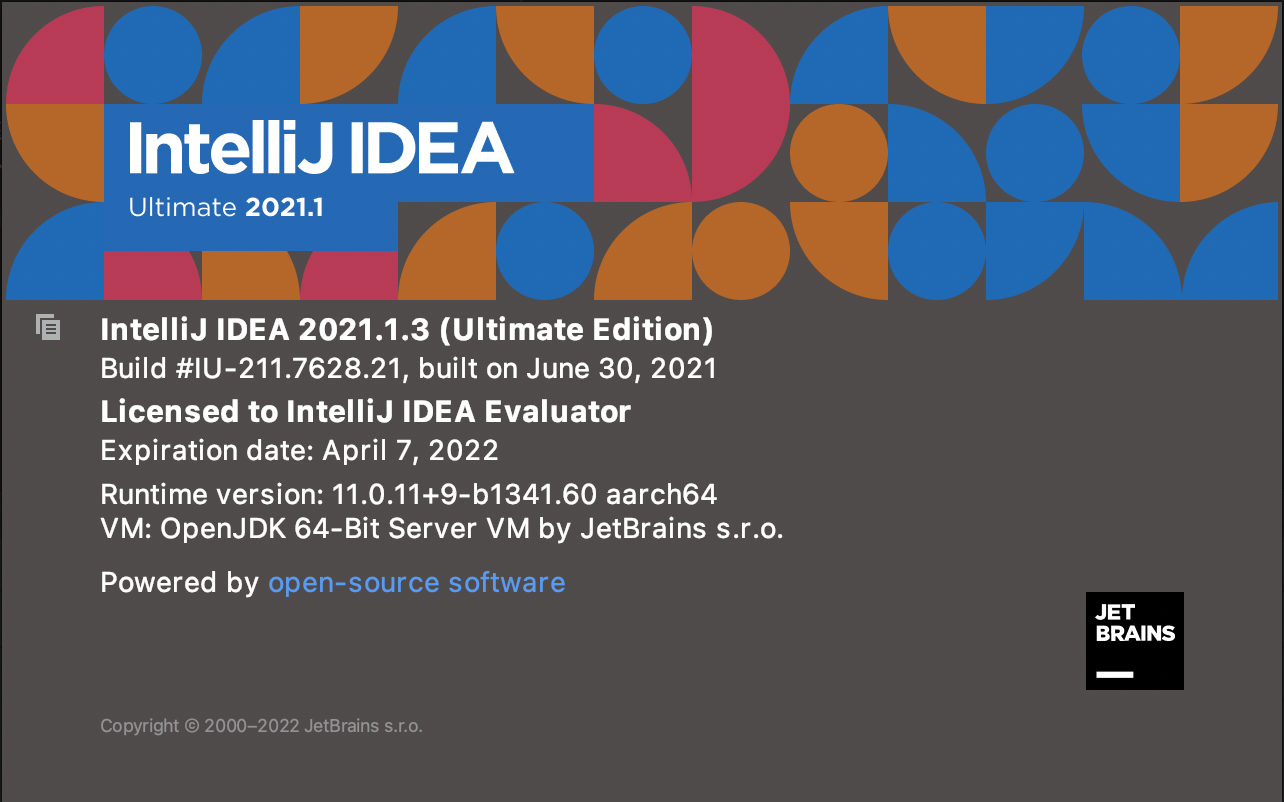 IntelliJ IDEA
Ultimate 2021.1
IntelliJ IDEA 2021.1.3 (Ultimate Edition)
Build #IU-211.7628.21, built on June 30, 2021
Licensed to IntelliJ IDEA Evaluator
Expiration date: April 7, 2022
Runtime version: 11.0.11+9-b1341.60 aarch64
VM: OpenJDK 64-Bit Server VM by JetBrains s.r.o.
Powered by open-source software
JET
BRAINS
Copyright © 2000–2022 JetBrains s.r.o.